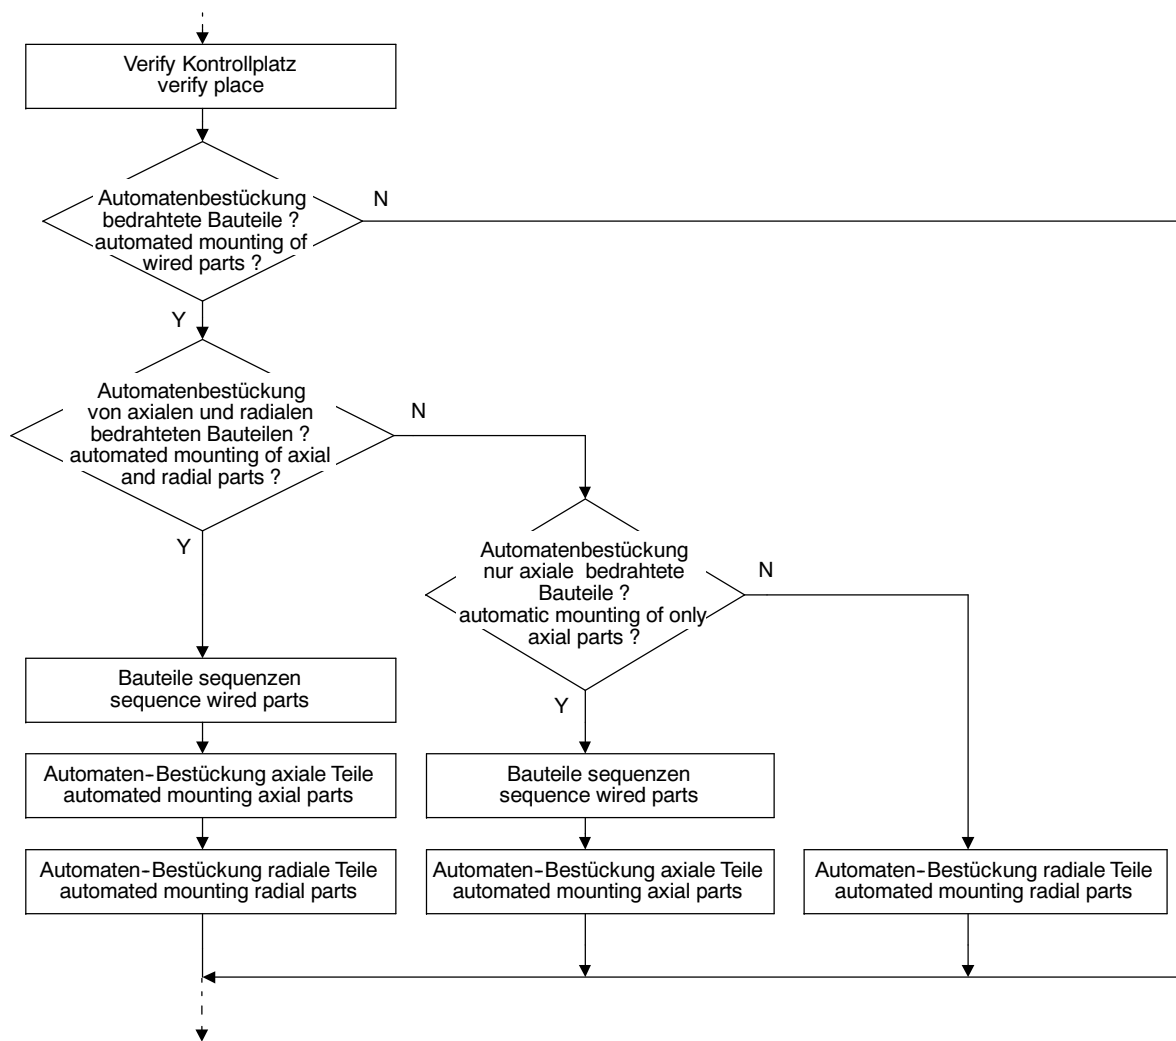 Verify Kontrollplatz
verify place
Automatenbestückung
bedrahtete Bauteile ?
automated mounting of
wired parts ?
N
Y
Automatenbestückung
von axialen und radialen
bedrahteten Bauteilen ?
automated mounting of axial
and radial parts ?
N
Y
Automatenbestückung
nur axiale bedrahtete
Bauteile ?
automatic mounting of only
axial parts ?
N
Y
Bauteile sequenzen
sequence wired parts
Automaten-Bestückung axiale Teile
automated mounting axial parts
Automaten-Bestückung radiale Teile
automated mounting radial parts
Bauteile sequenzen
sequence wired parts
Automaten-Bestückung axiale Teile
automated mounting axial parts
Automaten-Bestückung radiale Teile
automated mounting radial parts